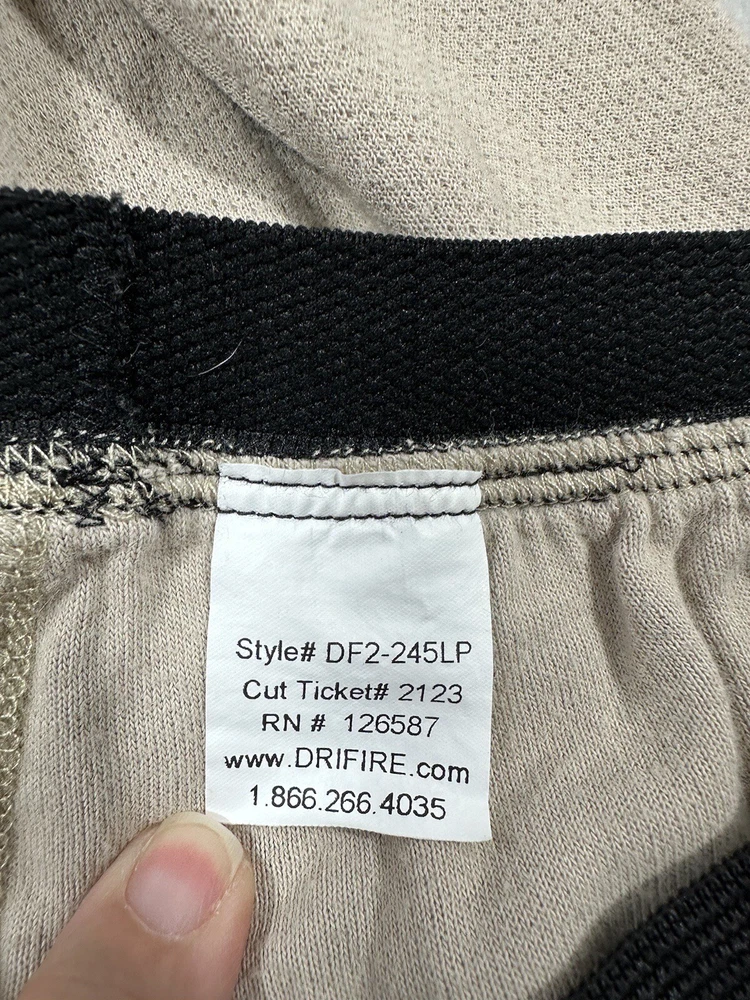 Style# DF2-245LP
Cut Ticket# 2123
RN # 126587
www.DRIFIRE.com
1.866.266.4035